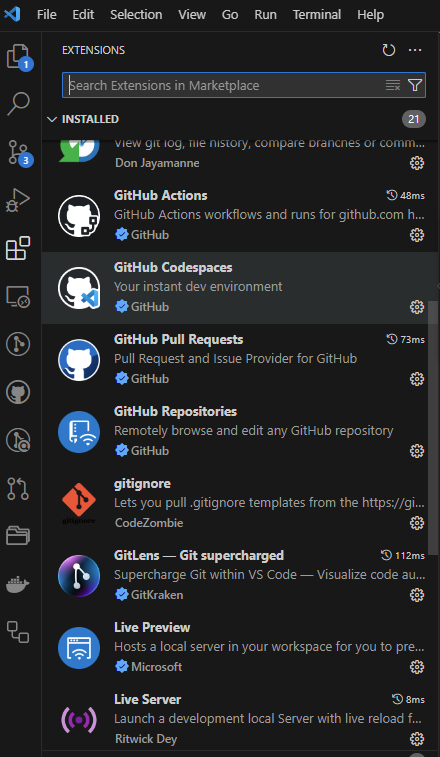 File Edit Selection View Go Run Terminal Help
EXTENSIONS
Search Extensions in Marketplace
INSTALLED 21
1
3
View git log, file history, compare branches or comm...
Don Jayamanne
GitHub Actions 48ms
GitHub Actions workflows and runs for github.com h...
GitHub
GitHub Codespaces
Your instant dev environment
GitHub
GitHub Pull Requests 73ms
Pull Request and Issue Provider for GitHub
GitHub
GitHub Repositories
Remotely browse and edit any GitHub repository
GitHub
gitignore
Lets you pull .gitignore templates from the https://gi...
gitignore
CodeZombie
GitLens — Git supercharged 112ms
Supercharge Git within VS Code — Visualize code au...
GitKraken
Live Preview
Hosts a local server in your workspace for you to pre...
Microsoft
Live Server 8ms
Launch a development local Server with live reload f...
Ritwick Dey